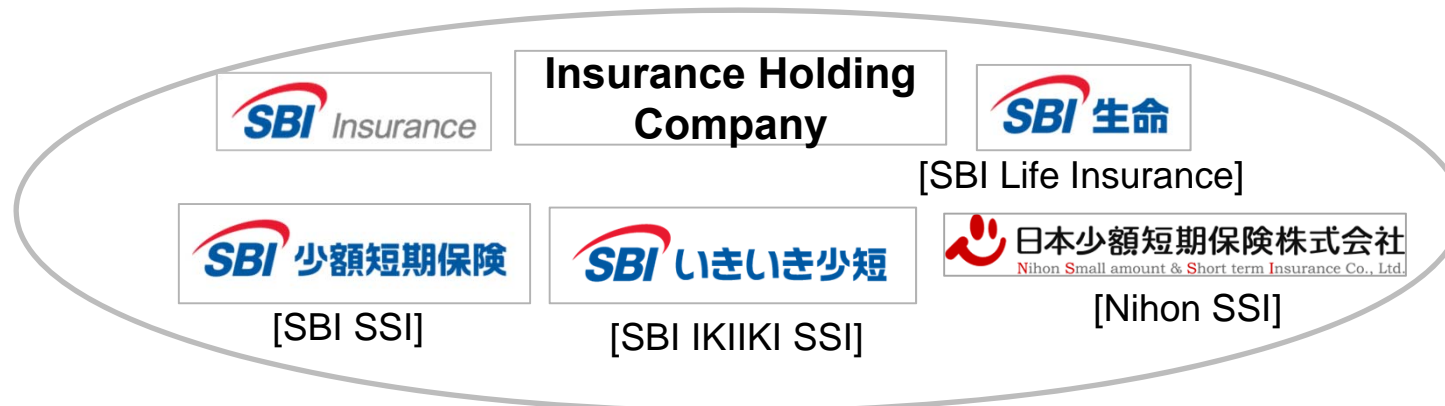 SBI Insurance
Insurance Holding
Company
SBI 生命
[SBI Life Insurance]
SBI 少額短期保険
[SBI SSI]
SBI いきいき少短
[SBI IKIIKI SSI]
日本少額短期保険株式会社
Nihon Small amount & Short term Insurance Co., Ltd.
[Nihon SSI]